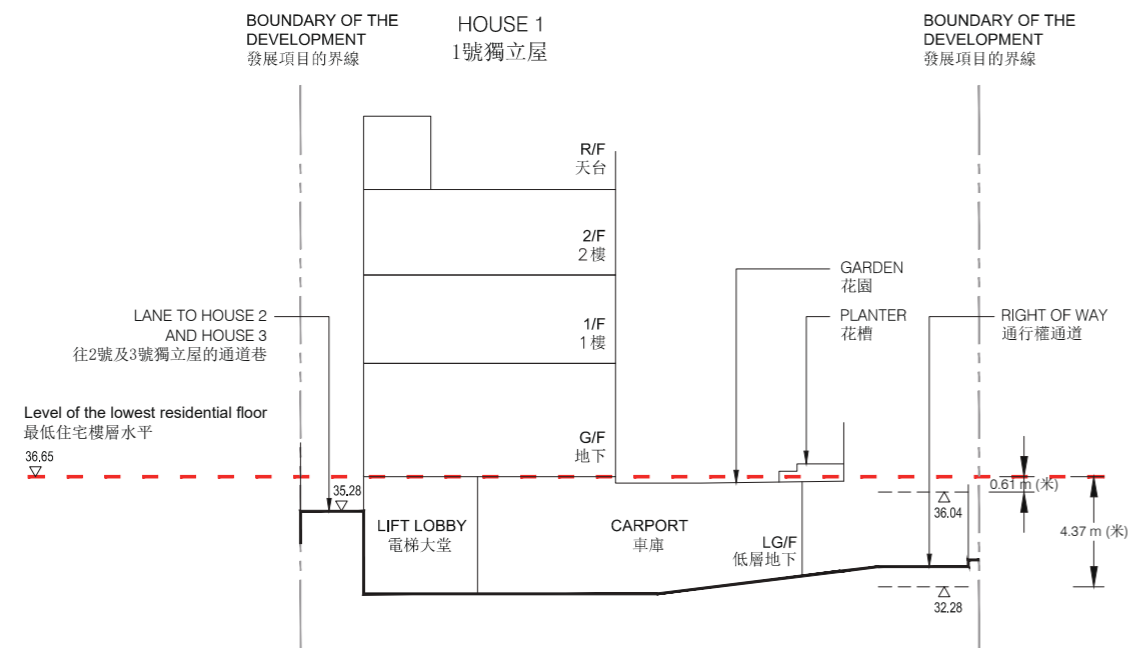 BOUNDARY OF THE
DEVELOPMENT
發展項目的界線
HOUSE 1
1號獨立屋
BOUNDARY OF THE
DEVELOPMENT
發展項目的界線
R/F
天台
2/F
2樓
GARDEN
花園
LANE TO HOUSE 2
AND HOUSE 3
往2號及3號獨立屋的通道巷
1/F
1樓
PLANTER
花槽
RIGHT OF WAY
通行權通道
Level of the lowest residential floor
最低住宅樓層水平
36.65
G/F
地下
35.28
0.61 m (米)
36.04
LIFT LOBBY
電梯大堂
CARPORT
車庫
LG/F
低層地下
4.37 m (米)
32.28